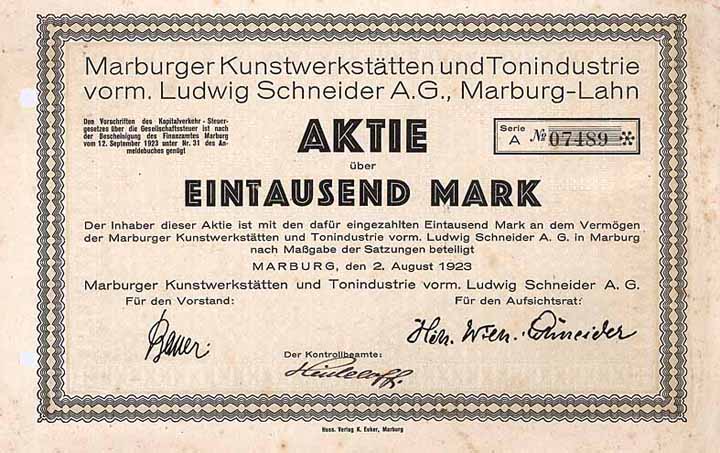 Marburger Kunstwerkstätten und Tonindustrie
vorm. Ludwig Schneider A.G., Marburg-Lahn
Den Vorschriften des Kapitalverkehr-Steuer-
gesetzes über die Gesellschaftssteuer ist nach
der Bescheinigung des Finanzamtes Marburg
vom 12. September 1923 unter Nr. 31 des An-
meldebuches genügt
AKTIE
Serie
A
№ 07489 *
über
EINTAUSEND MARK
Der Inhaber dieser Aktie ist mit den dafür eingezahlten Eintausend Mark an dem Vermögen
der Marburger Kunstwerkstätten und Tonindustrie vorm. Ludwig Schneider A. G. in Marburg
nach Maßgabe der Satzungen beteiligt
MARBURG, den 2. August 1923
Marburger Kunstwerkstätten und Tonindustrie vorm. Ludwig Schneider A. G.
Für den Vorstand:
Für den Aufsichtsrat:
Bauer.
Schneider
Der Kontrollbeamte:
Hess. Verlag K. Euker, Marburg